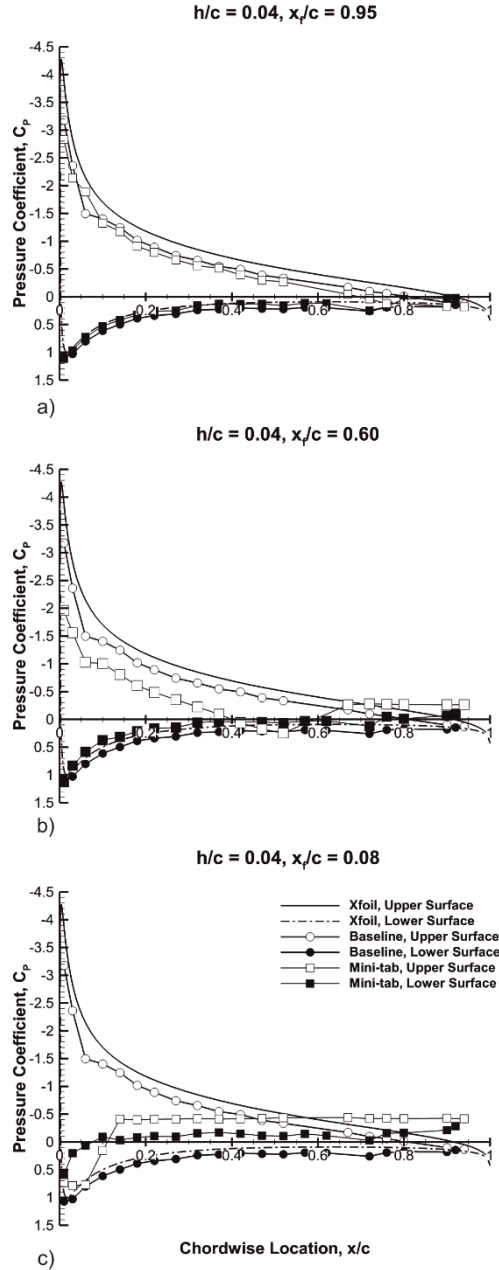 h/c = 0.04, x_f/c = 0.95
Pressure Coefficient, C_P
-4.5
-4
-3.5
-3
-2.5
-2
-1.5
-1
-0.5
0
0.5
1
1.5
0 0.2 0.4 0.6 0.8 1
a)
h/c = 0.04, x_f/c = 0.60
Pressure Coefficient, C_P
-4.5
-4
-3.5
-3
-2.5
-2
-1.5
-1
-0.5
0
0.5
1
1.5
0 0.2 0.4 0.6 0.8 1
b)
h/c = 0.04, x_f/c = 0.08
Pressure Coefficient, C_P
-4.5
-4
-3.5
-3
-2.5
-2
-1.5
-1
-0.5
0
0.5
1
1.5
Xfoil, Upper Surface
Xfoil, Lower Surface
Baseline, Upper Surface
Baseline, Lower Surface
Mini-tab, Upper Surface
Mini-tab, Lower Surface
0 0.2 0.4 0.6 0.8 1
c)
Chordwise Location, x/c